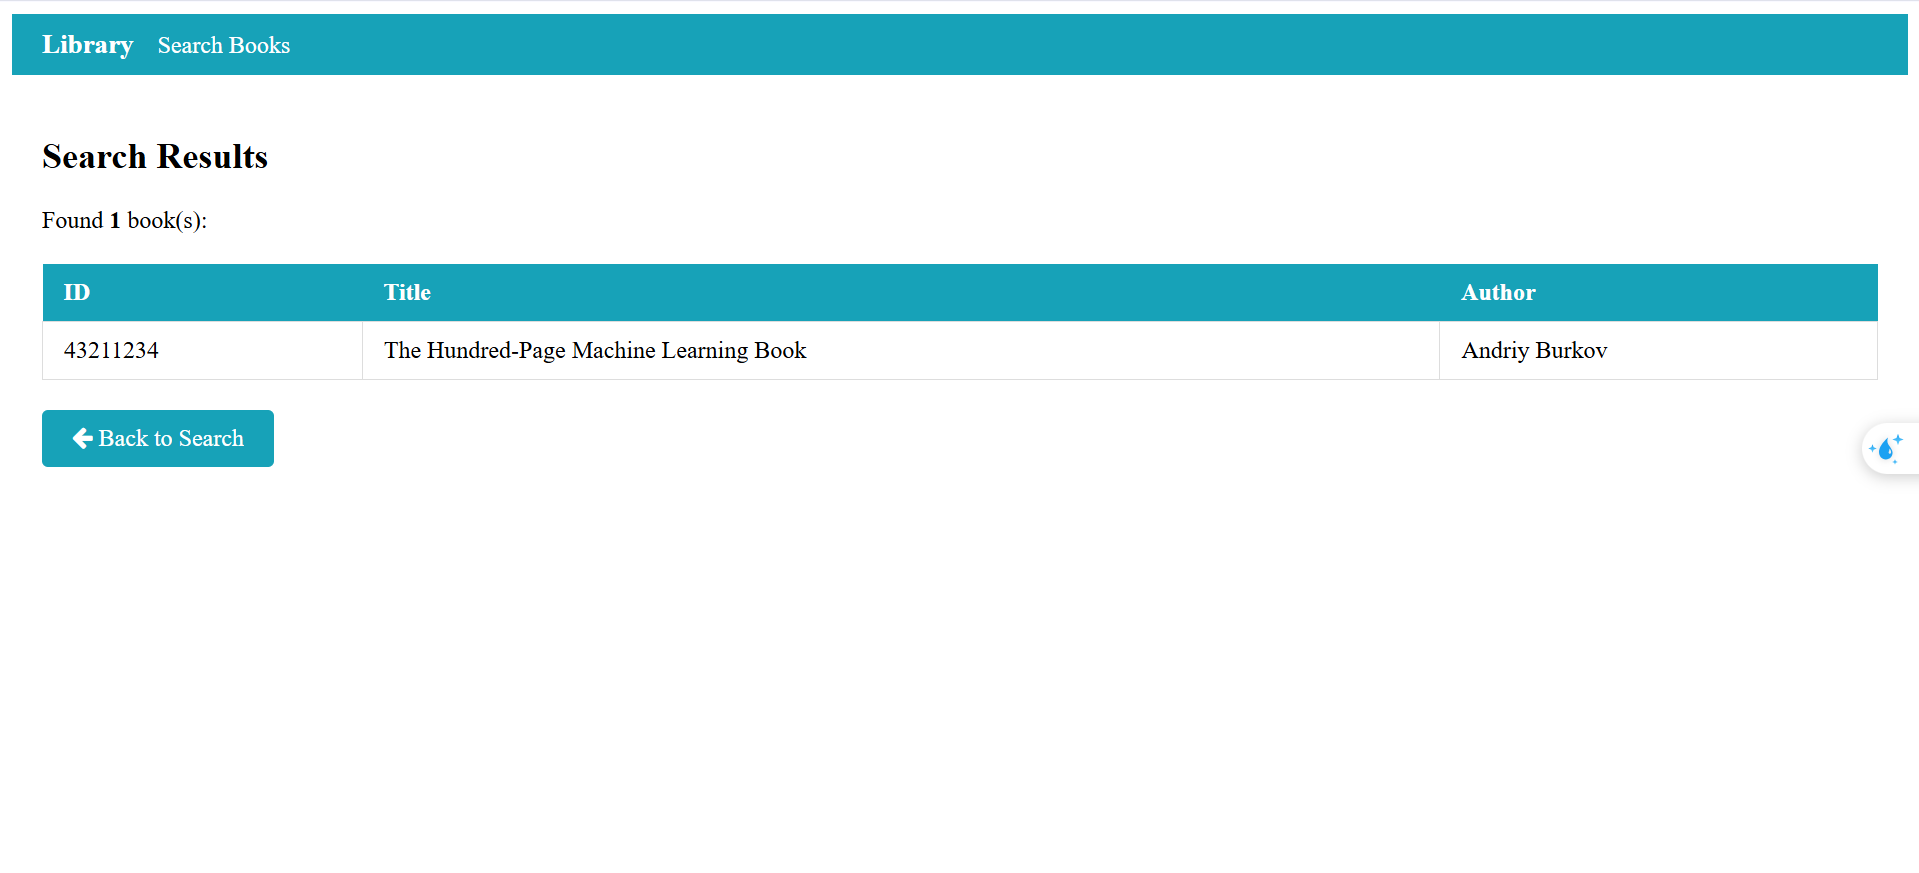 Library Search Books
Search Results
Found 1 book(s):
ID Title Author
43211234 The Hundred-Page Machine Learning Book Andriy Burkov
Back to Search